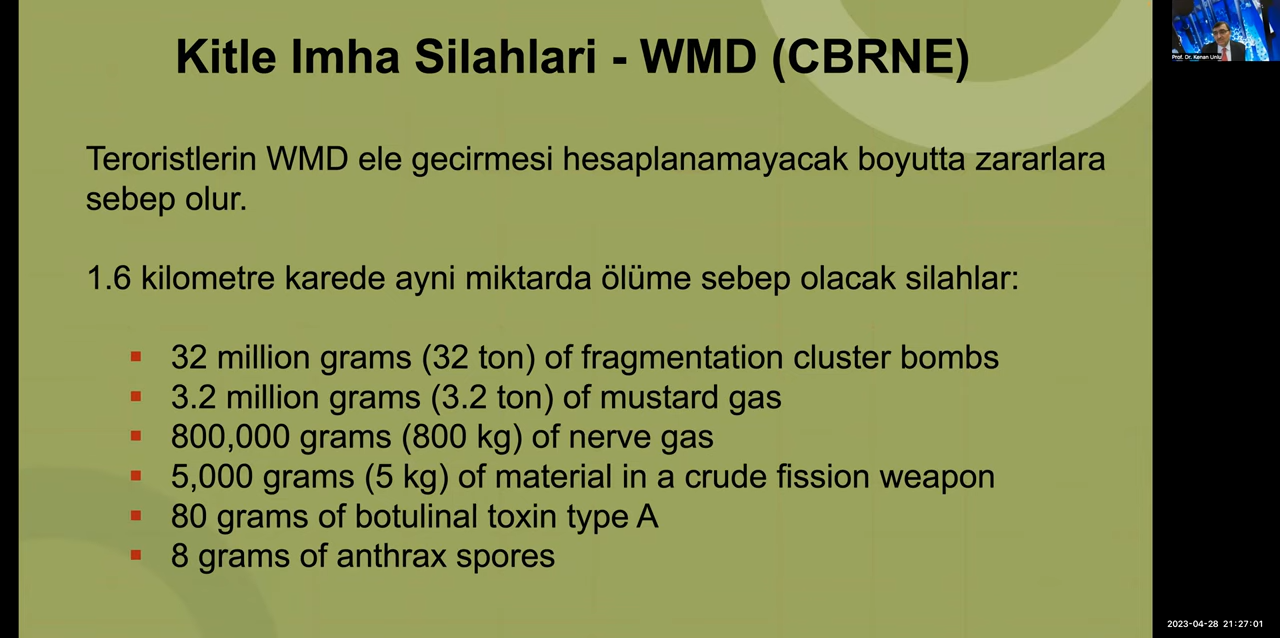 Kitle Imha Silahlari - WMD (CBRNE)
Teroristlerin WMD ele gecirmesi hesaplanamayacak boyutta zararlara
sebep olur.
1.6 kilometre karede ayni miktarda ölüme sebep olacak silahlar:
▪ 32 million grams (32 ton) of fragmentation cluster bombs
▪ 3.2 million grams (3.2 ton) of mustard gas
▪ 800,000 grams (800 kg) of nerve gas
▪ 5,000 grams (5 kg) of material in a crude fission weapon
▪ 80 grams of botulinal toxin type A
▪ 8 grams of anthrax spores
Prof. Dr. Kenan Unlu
2023-04-28 21:27:01